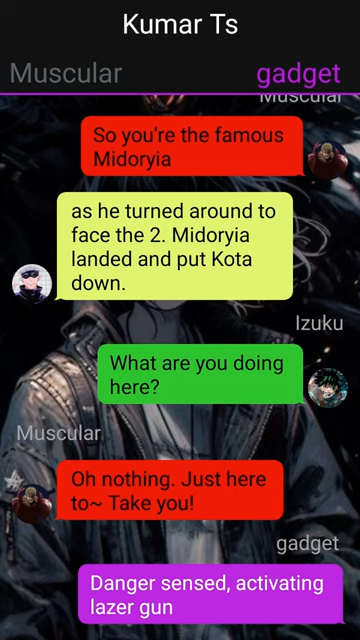 Kumar Ts
Muscular
gadget
Muscular
So you're the famous
Midoryia
as he turned around to
face the 2. Midoryia
landed and put Kota
down.
Izuku
What are you doing
here?
Muscular
Oh nothing. Just here
to~ Take you!
gadget
Danger sensed, activating
lazer gun